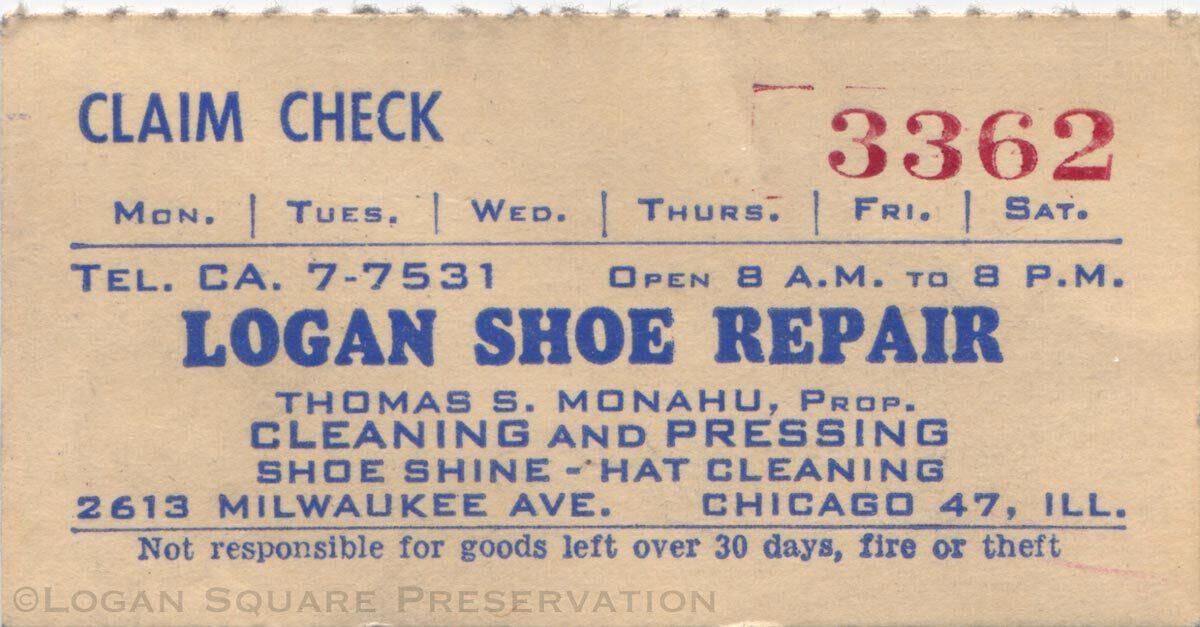 CLAIM CHECK
3362
MON. | TUES. | WED. | THURS. | FRI. | SAT.
TEL. CA. 7-7531 OPEN 8 A.M. TO 8 P.M.
LOGAN SHOE REPAIR
THOMAS S. MONAHU, PROP.
CLEANING AND PRESSING
SHOE SHINE - HAT CLEANING
2613 MILWAUKEE AVE. CHICAGO 47, ILL.
Not responsible for goods left over 30 days, fire or theft
©LOGAN SQUARE PRESERVATION